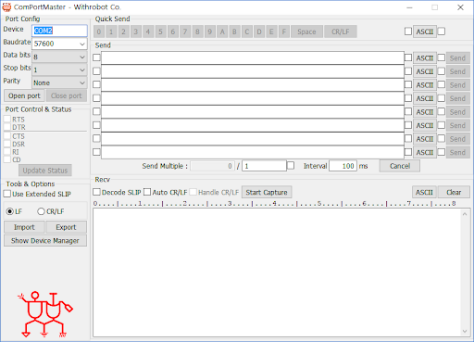 ComPortMaster - Withrobot Co.
Port Config
Device COM2
Baudrate 57600
Data bits 8
Stop bits 1
Parity None
Open port Close port
Port Control & Status
RTS
DTR
CTS
DSR
RI
CD
Update Status
Tools & Options
Use Extended SLIP
LF CR/LF
Import Export
Show Device Manager
Quick Send
0 1 2 3 4 5 6 7 8 9 A B C D E F Space CR/LF ASCII
Send
ASCII Send
ASCII Send
ASCII Send
ASCII Send
ASCII Send
ASCII Send
ASCII Send
ASCII Send
Send Multiple : 0 / 1 Interval 100 ms Cancel
Recv
Decode SLIP Auto CR/LF Handle CR/LF Start Capture ASCII Clear
0....|....1....|....2....|....3....|....4....|....5....|....6....|....7....|....8